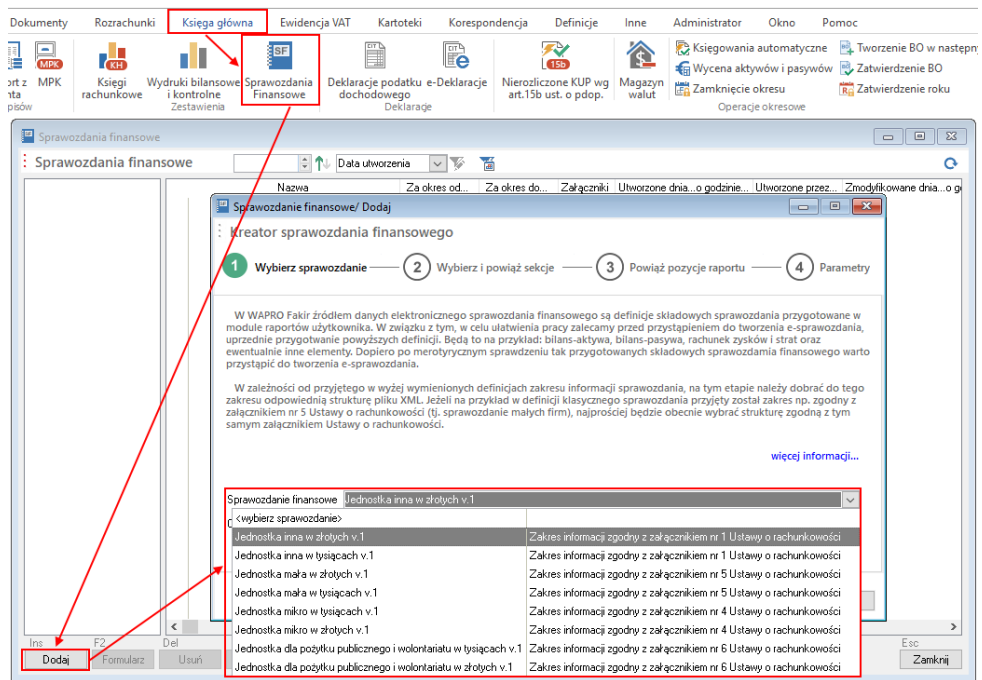 Dokumenty Rozrachunki Księga główna Ewidencja VAT Kartoteki Korespondencja Definicje Inne Administrator Okno Pomoc
MPK
KH
SF
CIT
CIT
15b
Księgowania automatyczne
Tworzenie BO w następny
Wycena aktywów i pasywów
Zatwierdzenie BO
Zamknięcie okresu
Zatwierdzenie roku
Operacje okresowe
ort z MPK Księgi Wydruki bilansowe Sprawozdania Deklaracje podatku e-Deklaracje Nierozliczone KUP wg Magazyn
nta rachunkowe i kontrolne Finansowe dochodowego art.15b ust. o pdop. walut
pisów Zestawienia Deklaracje
Sprawozdania finansowe
Sprawozdania finansowe Data utworzenia
Nazwa Za okres od... Za okres do... Załączniki Utworzone dnia...o godzinie... Utworzone przez... Zmodyfikowane dnia...o go
Sprawozdanie finansowe/ Dodaj
Kreator sprawozdania finansowego
1 Wybierz sprawozdanie 2 Wybierz i powiąż sekcje 3 Powiąż pozycje raportu 4 Parametry
W WAPRO Fakir źródłem danych elektronicznego sprawozdania finansowego są definicje składowych sprawozdania przygotowane w
module raportów użytkownika. W związku z tym, w celu ułatwienia pracy zalecamy przed przystąpieniem do tworzenia e-sprawozdania,
uprzednie przygotowanie powyższych definicji. Będą to na przykład: bilans-aktywa, bilans-pasywa, rachunek zysków i strat oraz
ewentualnie inne elementy. Dopiero po merotyrycznym sprawdzeniu tak przygotowanych składowych sprawozdamia finansowego warto
przystąpić do tworzenia e-sprawozdania.
W zależności od przyjętego w wyżej wymienionych definicjach zakresu informacji sprawozdania, na tym etapie należy dobrać do tego
zakresu odpowiednią strukturę pliku XML. Jeżeli na przykład w definicji klasycznego sprawozdania przyjęty został zakres np. zgodny z
załącznikiem nr 5 Ustawy o rachunkowości (tj. sprawozdanie małych firm), najprościej będzie obecnie wybrać strukturę zgodną z tym
samym załącznikiem Ustawy o rachunkowości.
więcej informacji...
Sprawozdanie finansowe Jednostka inna w złotych v.1
<wybierz sprawozdanie>
Jednostka inna w złotych v.1 Zakres informacji zgodny z załącznikiem nr 1 Ustawy o rachunkowości
Jednostka inna w tysiącach v.1 Zakres informacji zgodny z załącznikiem nr 1 Ustawy o rachunkowości
Jednostka mała w złotych v.1 Zakres informacji zgodny z załącznikiem nr 5 Ustawy o rachunkowości
Jednostka mała w tysiącach v.1 Zakres informacji zgodny z załącznikiem nr 5 Ustawy o rachunkowości
Jednostka mikro w tysiącach v.1 Zakres informacji zgodny z załącznikiem nr 4 Ustawy o rachunkowości
Jednostka mikro w złotych v.1 Zakres informacji zgodny z załącznikiem nr 4 Ustawy o rachunkowości
Jednostka dla pożytku publicznego i wolontariatu w tysiącach v.1 Zakres informacji zgodny z załącznikiem nr 6 Ustawy o rachunkowości
Jednostka dla pożytku publicznego i wolontariatu w złotych v.1 Zakres informacji zgodny z załącznikiem nr 6 Ustawy o rachunkowości
Ins F2 Del Esc
Dodaj Formularz Usuń Zamknij